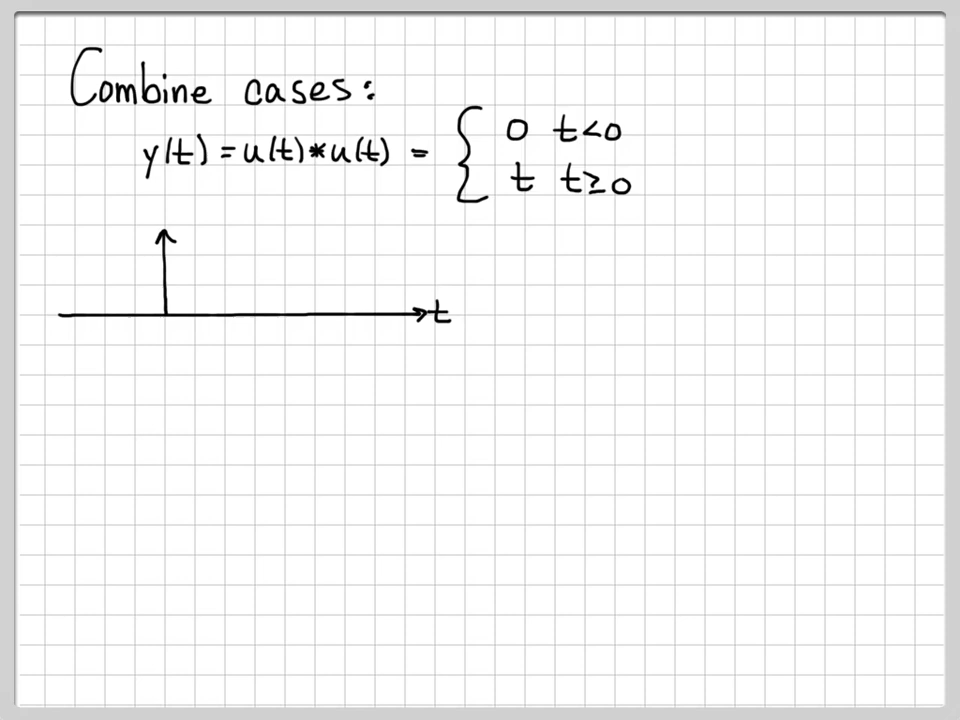 Combine cases:
y(t) = u(t)*u(t) = { 0 t<0
t t≥0
t